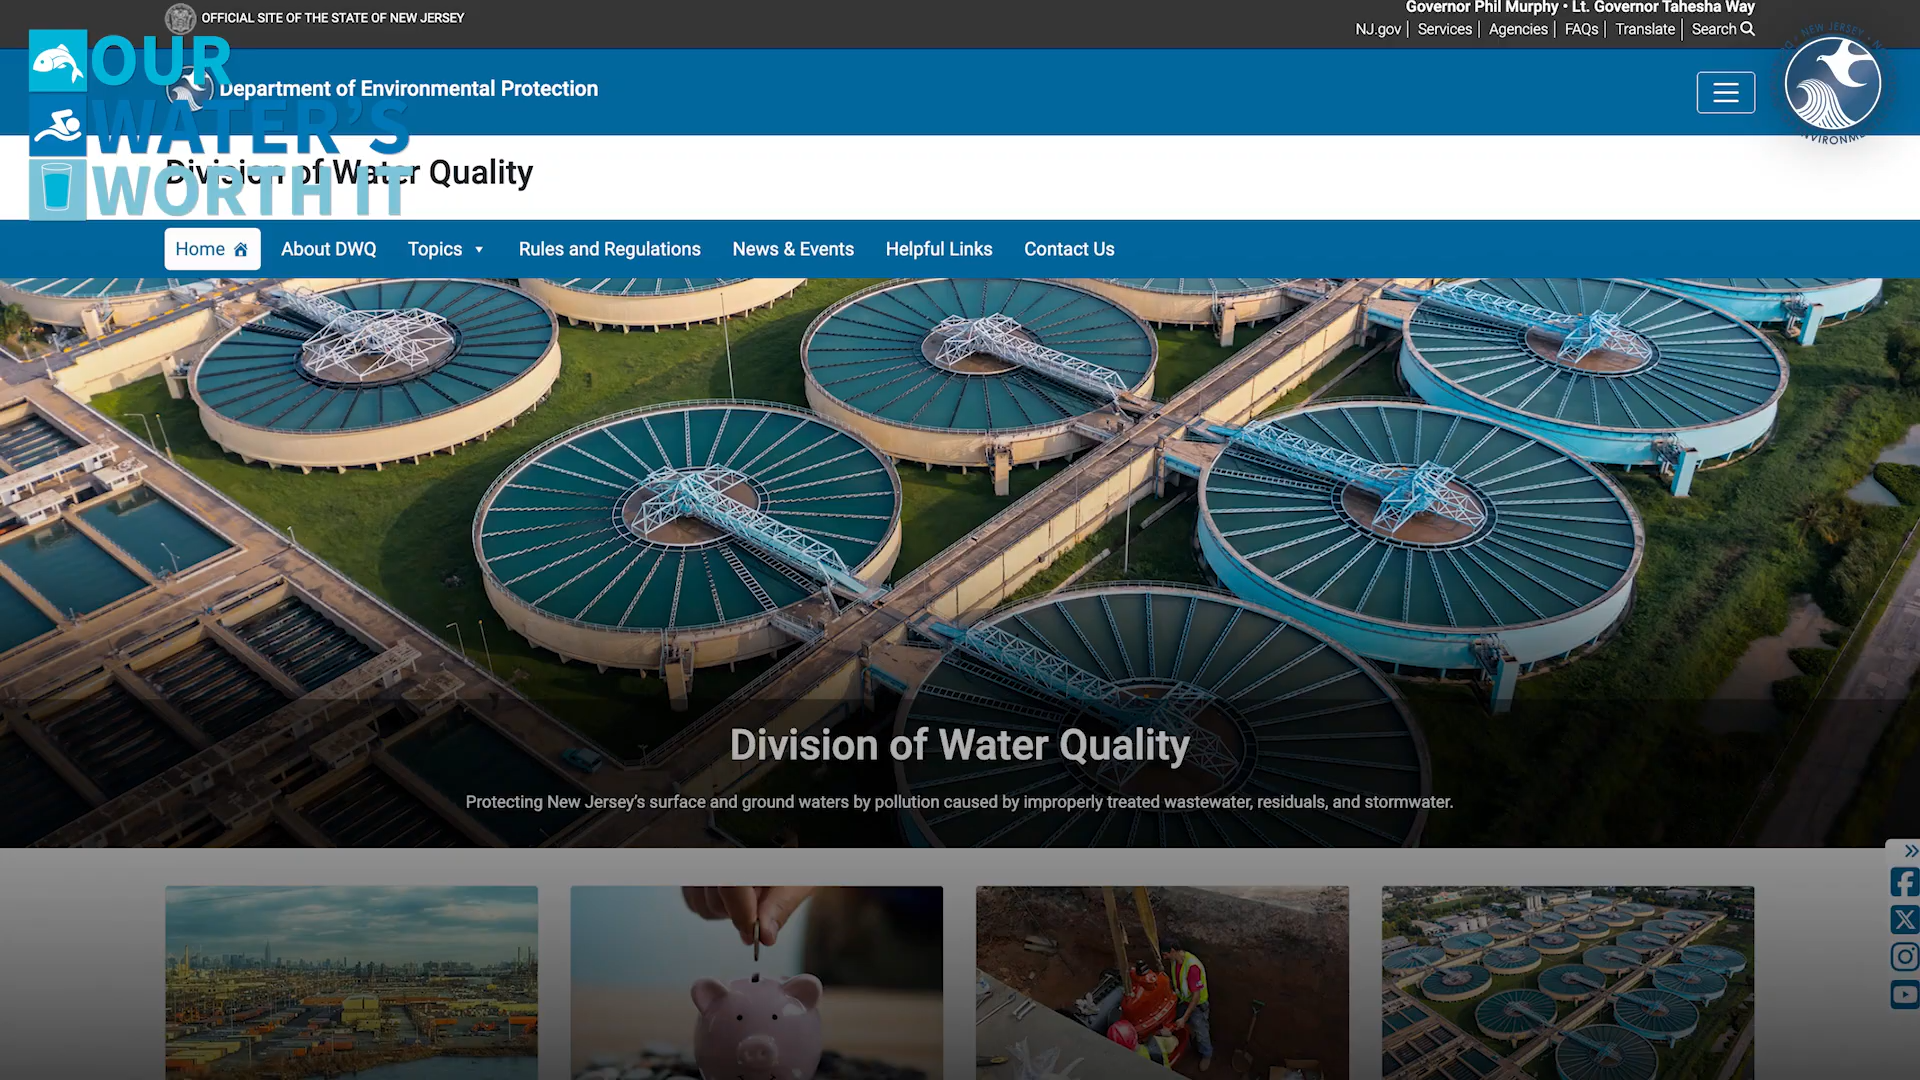 OFFICIAL SITE OF THE STATE OF NEW JERSEY
Governor Phil Murphy • Lt. Governor Tahesha Way
NJ.gov | Services | Agencies | FAQs | Translate | Search
OUR
WATER'S
WORTH IT
Department of Environmental Protection
Division of Water Quality
Home
About DWQ
Topics
Rules and Regulations
News & Events
Helpful Links
Contact Us
Division of Water Quality
Protecting New Jersey's surface and ground waters by pollution caused by improperly treated wastewater, residuals, and stormwater.
NEW JERSEY